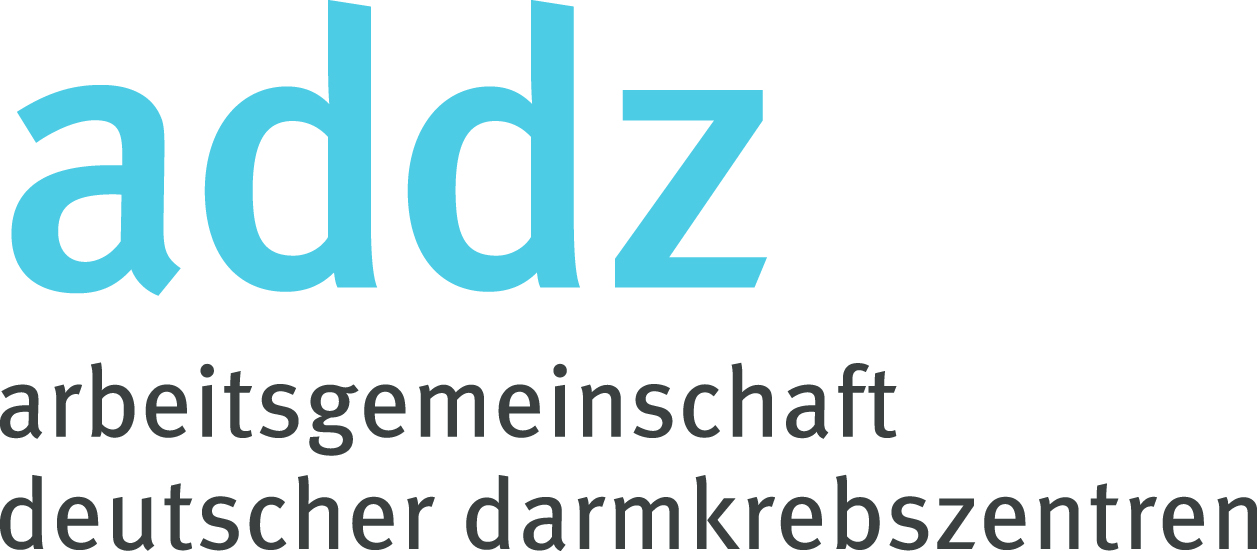 addz
arbeitsgemeinschaft
deutscher darmkrebszentren